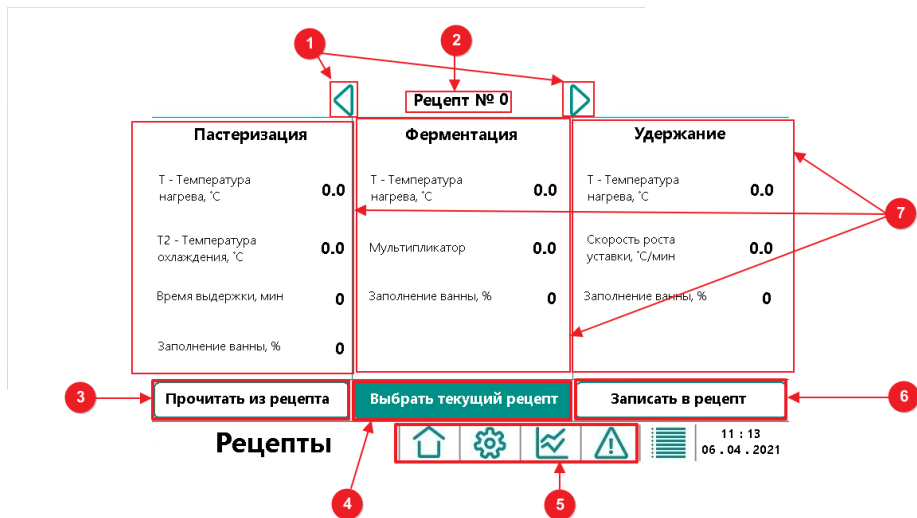 1
2
Рецепт № 0
Пастеризация
Ферментация
Удержание
T - Температура
нагрева, °C
0.0
T - Температура
нагрева, °C
0.0
T - Температура
нагрева, °C
0.0
7
T2 - Температура
охлаждения, °C
0.0
Мультипликатор
0.0
Скорость роста
уставки, °C/мин
0.0
Время выдержки, мин
0
Заполнение ванны, %
0
Заполнение ванны, %
0
Заполнение ванны, %
0
3
Прочитать из рецепта
Выбрать текущий рецепт
Записать в рецепт
6
Рецепты
11 : 13
06 . 04 . 2021
4
5